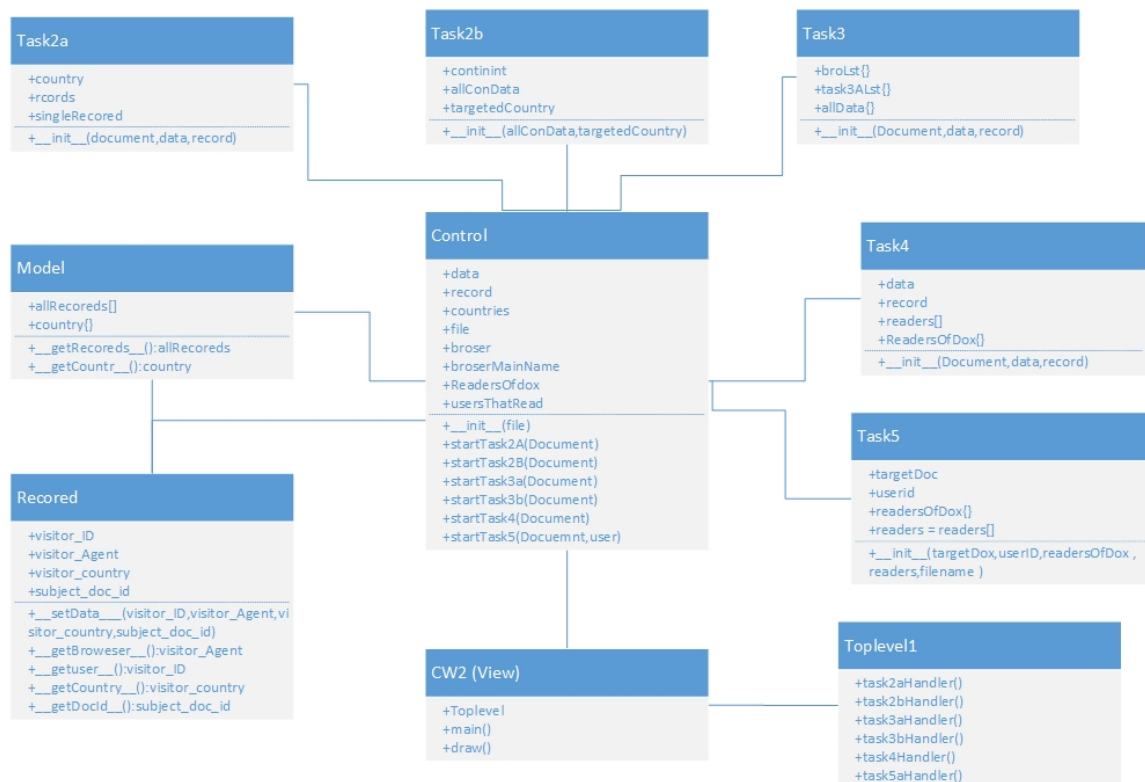 Task2a
+country
+rcords
+singleRecored
+__init__(document,data,record)
Task2b
+continint
+allConData
+targetedCountry
+__init__(allConData,targetedCountry)
Task3
+broLst{}
+task3ALst{}
+allData{}
+__init__(Document,data,record)
Model
+allRecoreds[]
+country{}
+__getRecoreds__():allRecoreds
+__getCountr__():country
Control
+data
+record
+countries
+file
+broser
+broserMainName
+ReadersOfdox
+usersThatRead
+__init__(file)
+startTask2A(Document)
+startTask2B(Document)
+startTask3a(Document)
+startTask3b(Document)
+startTask4(Document)
+startTask5(Docuemnt,user)
Task4
+data
+record
+readers[]
+ReadersOfDox{}
+__init__(Document,data,record)
Task5
+targetDoc
+userid
+readersOfDox{}
+readers = readers[]
+__init__(targetDox,userID,readersOfDox ,
readers,filename )
Recored
+visitor_ID
+visitor_Agent
+visitor_country
+subject_doc_id
+__setData___(visitor_ID,visitor_Agent,vi
sitor_country,subject_doc_id)
+__getBroweser__():visitor_Agent
+__getuser__():visitor_ID
+__getCountry__():visitor_country
+__getDocId__():subject_doc_id
CW2 (View)
+Toplevel
+main()
+draw()
Toplevel1
+task2aHandler()
+task2bHandler()
+task3aHandler()
+task3bHandler()
+task4Handler()
+task5aHandler()